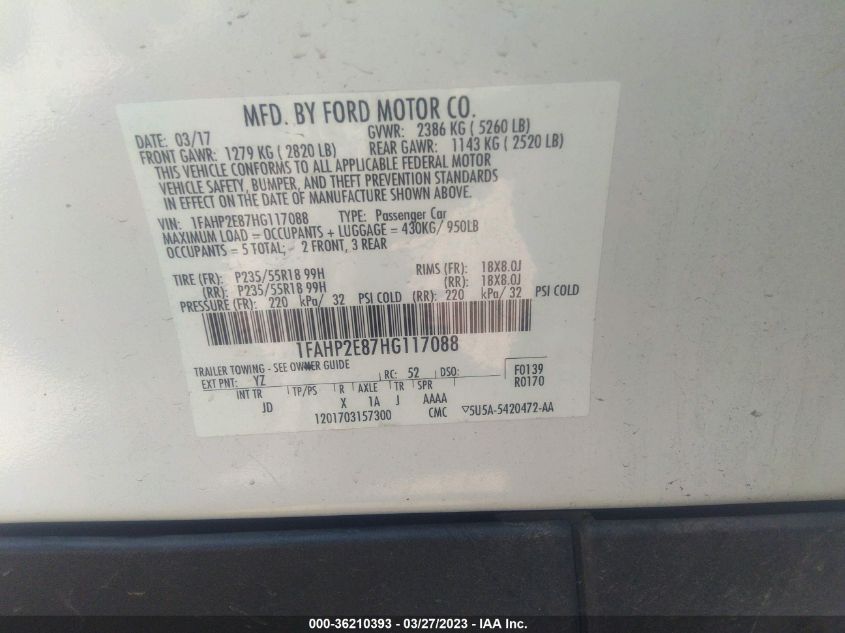 MFD. BY FORD MOTOR CO.
DATE: 03/17 GVWR: 2386 KG ( 5260 LB)
FRONT GAWR: 1279 KG ( 2820 LB) REAR GAWR: 1143 KG ( 2520 LB)
THIS VEHICLE CONFORMS TO ALL APPLICABLE FEDERAL MOTOR
VEHICLE SAFETY, BUMPER, AND THEFT PREVENTION STANDARDS
IN EFFECT ON THE DATE OF MANUFACTURE SHOWN ABOVE.
VIN: 1FAHP2E87HG117088 TYPE: Passenger Car
MAXIMUM LOAD = OCCUPANTS + LUGGAGE = 430KG/ 950LB
OCCUPANTS = 5 TOTAL; - 2 FRONT, 3 REAR
TIRE (FR): P235/55R18 99H RIMS (FR): 18X8.0J
(RR): P235/55R18 99H (RR): 18X8.0J
PRESSURE (FR): 220 kPa/ 32 PSI COLD (RR): 220 kPa/ 32 PSI COLD
1FAHP2E87HG117088
TRAILER TOWING - SEE OWNER GUIDE
EXT PNT: YZ RC: 52 DSO: F0139
INT TR TP/PS R AXLE TR SPR R0170
JD X 1A J AAAA
1201703157300 CMC ▽5U5A-5420472-AA
000-36210393 - 03/27/2023 - IAA Inc.